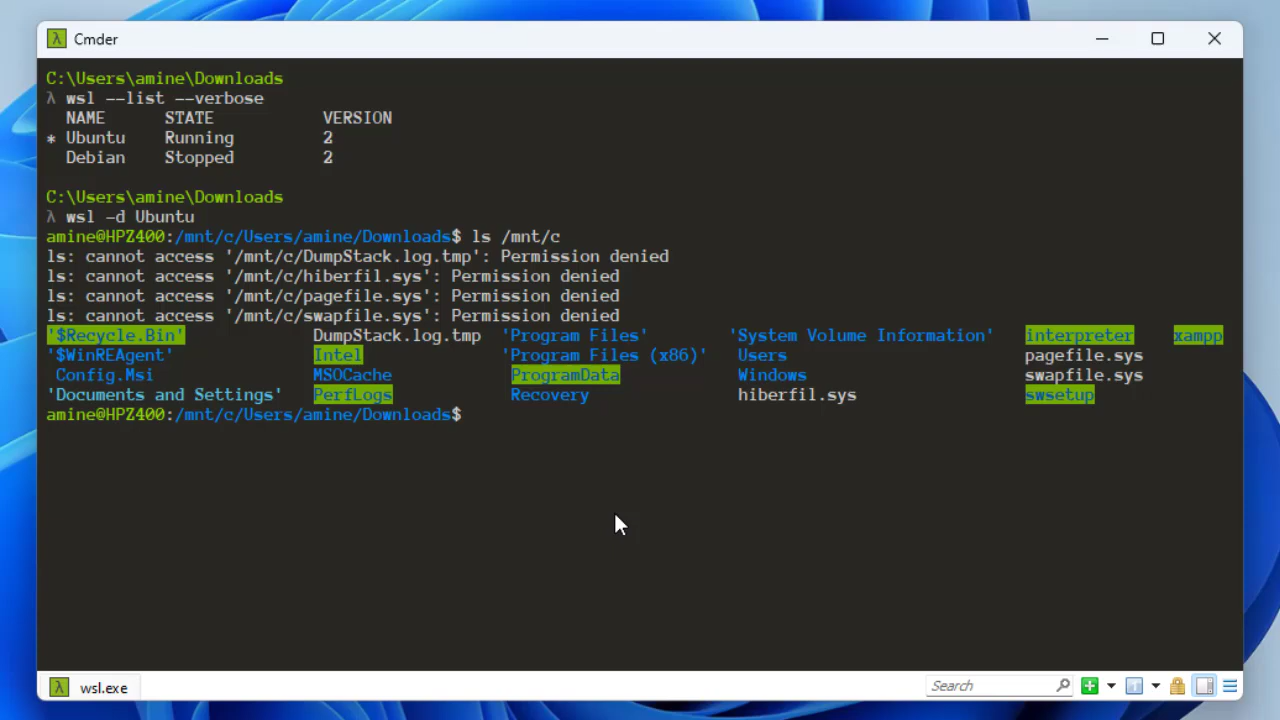 Cmder
C:\Users\amine\Downloads
λ wsl --list --verbose
NAME STATE VERSION
* Ubuntu Running 2
Debian Stopped 2
C:\Users\amine\Downloads
λ wsl -d Ubuntu
amine@HPZ400:/mnt/c/Users/amine/Downloads$ ls /mnt/c
ls: cannot access '/mnt/c/DumpStack.log.tmp': Permission denied
ls: cannot access '/mnt/c/hiberfil.sys': Permission denied
ls: cannot access '/mnt/c/pagefile.sys': Permission denied
ls: cannot access '/mnt/c/swapfile.sys': Permission denied
'$Recycle.Bin' DumpStack.log.tmp 'Program Files' 'System Volume Information' interpreter xampp
'$WinREAgent' Intel 'Program Files (x86)' Users pagefile.sys
Config.Msi MSOCache ProgramData Windows swapfile.sys
'Documents and Settings' PerfLogs Recovery hiberfil.sys swsetup
amine@HPZ400:/mnt/c/Users/amine/Downloads$
wsl.exe Search